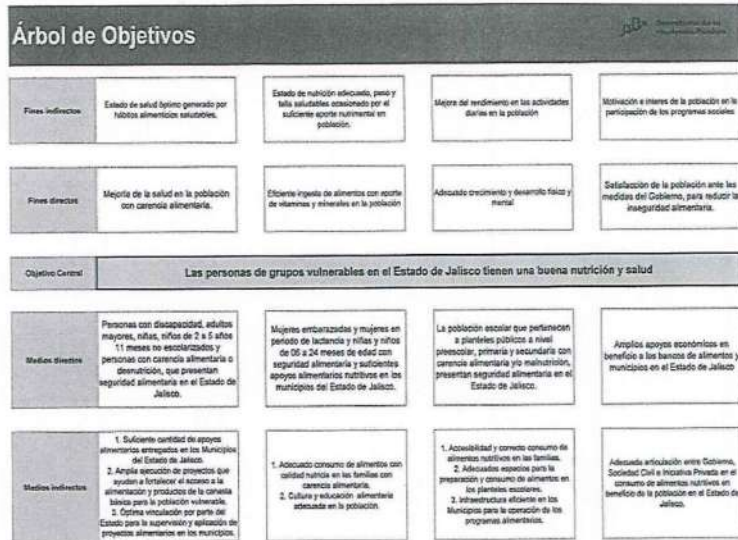 Árbol de Objetivos
Fines indirectos
Estado de salud óptimo generado por
hábitos alimenticios saludables.
Estado de nutrición adecuado, peso y
talla saludables ocasionado por el
suficiente aporte nutrimental en
población.
Mejora del rendimiento en las actividades
diarias en la población
Motivación e interes de la población en la
participación de los programas sociales
Fines directos
Mejoría de la salud en la población
con carencia alimentaria.
Eficiente ingesta de alimentos con aporte
de vitaminas y minerales en la población
Adecuado crecimiento y desarrollo físico y
mental
Satisfacción de la población ante las
medidas del Gobierno, para reducir la
inseguridad alimentaria.
Objetivo Central
Las personas de grupos vulnerables en el Estado de Jalisco tienen una buena nutrición y salud
Medios directos
Personas con discapacidad, adultos
mayores, niñas, niños de 2 a 5 años
11 meses no escolarizados y
personas con carencia alimentaria o
desnutrición, que presentan
seguridad alimentaria en el Estado de
Jalisco.
Mujeres embarazadas y mujeres en
periodo de lactancia y niñas y niños
de 06 a 24 meses de edad con
seguridad alimentaria y suficientes
apoyos alimentarios nutritivos en los
municipios del Estado de Jalisco.
La población escolar que pertenecen
a planteles públicos a nivel
preescolar, primaria y secundaria con
carencia alimentaria y/o malnutrición,
presentan seguridad alimentaria en el
Estado de Jalisco.
Amplios apoyos económicos en
beneficio a los bancos de alimentos y
municipios en el Estado de Jalisco
Medios indirectos
1. Suficiente cantidad de apoyos
alimentarios entregados en los Municipios
del Estado de Jalisco.
2. Amplia ejecución de proyectos que
ayuden a fortalecer el acceso a la
alimentación y productos de la canasta
básica para la población vulnerable.
3. Óptima vinculación por parte del
Estado para la supervisión y aplicación de
proyectos alimentarios en los municipios.
1. Adecuado consumo de alimentos con
calidad nutricia en las familias con
carencia alimentaria.
2. Cultura y educación alimentaria
adecuada en la población.
1. Accesibilidad y correcto consumo de
alimentos nutritivos en las familias.
2. Adecuados espacios para la
preparación y consumo de alimentos en
los planteles escolares.
3. Infraestructura eficiente en los
Municipios para la operación de los
programas alimentarios.
Adecuada articulación entre Gobierno,
Sociedad Civil e Iniciativa Privada en el
consumo de alimentos nutritivos en
beneficio de la población en el Estado de
Jalisco.